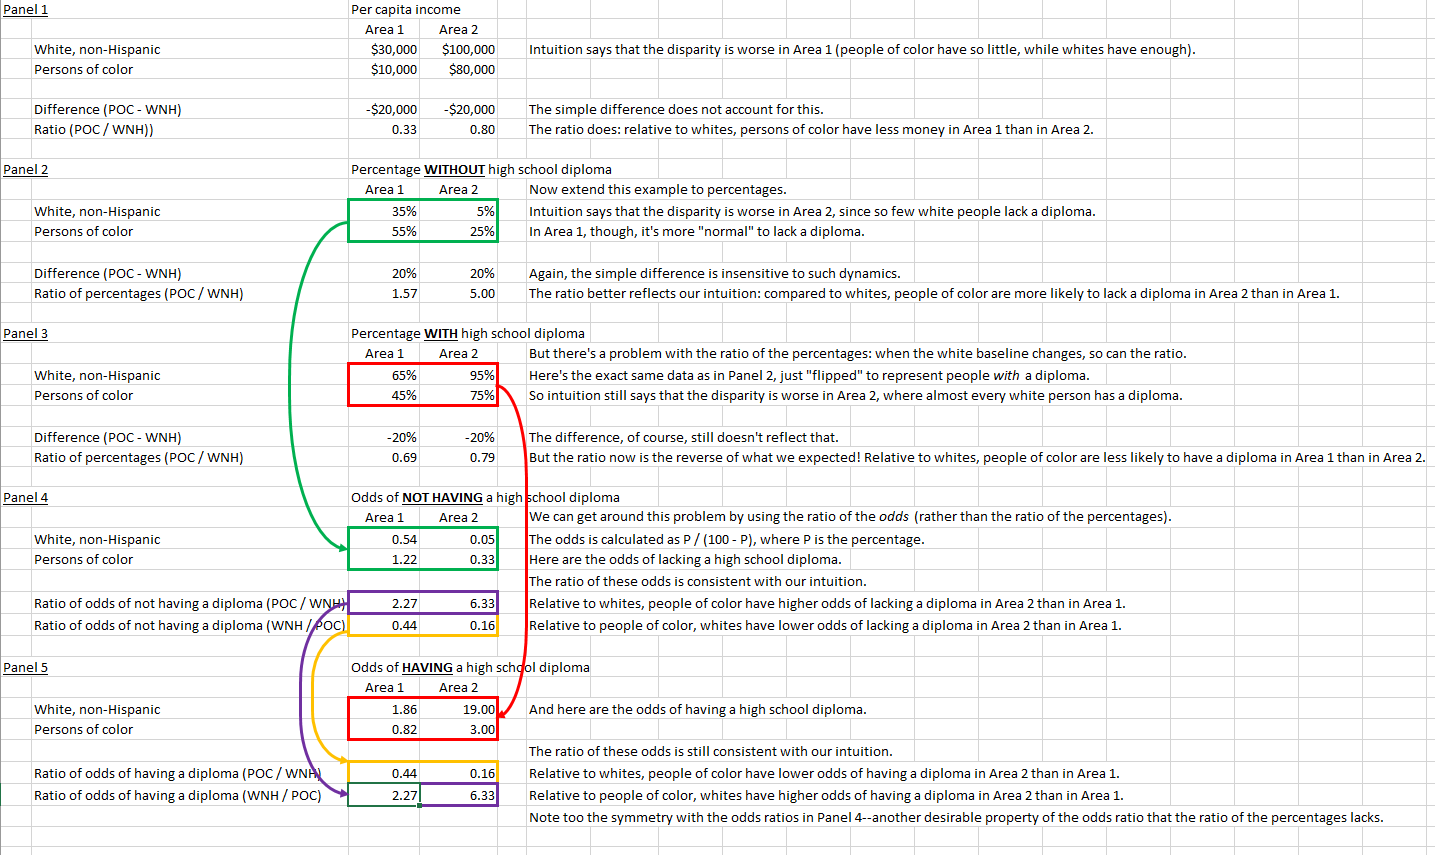 Panel 1 Per capita income
Area 1 Area 2
White, non-Hispanic $30,000 $100,000 Intuition says that the disparity is worse in Area 1 (people of color have so little, while whites have enough).
Persons of color $10,000 $80,000
Difference (POC - WNH) -$20,000 -$20,000 The simple difference does not account for this.
Ratio (POC / WNH)) 0.33 0.80 The ratio does: relative to whites, persons of color have less money in Area 1 than in Area 2.
Panel 2 Percentage WITHOUT high school diploma
Area 1 Area 2 Now extend this example to percentages.
White, non-Hispanic 35% 5% Intuition says that the disparity is worse in Area 2, since so few white people lack a diploma.
Persons of color 55% 25% In Area 1, though, it's more "normal" to lack a diploma.
Difference (POC - WNH) 20% 20% Again, the simple difference is insensitive to such dynamics.
Ratio of percentages (POC / WNH) 1.57 5.00 The ratio better reflects our intuition: compared to whites, people of color are more likely to lack a diploma in Area 2 than in Area 1.
Panel 3 Percentage WITH high school diploma
Area 1 Area 2 But there's a problem with the ratio of the percentages: when the white baseline changes, so can the ratio.
White, non-Hispanic 65% 95% Here's the exact same data as in Panel 2, just "flipped" to represent people with a diploma.
Persons of color 45% 75% So intuition still says that the disparity is worse in Area 2, where almost every white person has a diploma.
Difference (POC - WNH) -20% -20% The difference, of course, still doesn't reflect that.
Ratio of percentages (POC / WNH) 0.69 0.79 But the ratio now is the reverse of what we expected! Relative to whites, people of color are less likely to have a diploma in Area 1 than in Area 2.
Panel 4 Odds of NOT HAVING a high school diploma
Area 1 Area 2 We can get around this problem by using the ratio of the odds (rather than the ratio of the percentages).
White, non-Hispanic 0.54 0.05 The odds is calculated as P / (100 - P), where P is the percentage.
Persons of color 1.22 0.33 Here are the odds of lacking a high school diploma.
The ratio of these odds is consistent with our intuition.
Ratio of odds of not having a diploma (POC / WNH) 2.27 6.33 Relative to whites, people of color have higher odds of lacking a diploma in Area 2 than in Area 1.
Ratio of odds of not having a diploma (WNH / POC) 0.44 0.16 Relative to people of color, whites have lower odds of lacking a diploma in Area 2 than in Area 1.
Panel 5 Odds of HAVING a high school diploma
Area 1 Area 2
White, non-Hispanic 1.86 19.00 And here are the odds of having a high school diploma.
Persons of color 0.82 3.00
The ratio of these odds is still consistent with our intuition.
Ratio of odds of having a diploma (POC / WNH) 0.44 0.16 Relative to whites, people of color have lower odds of having a diploma in Area 2 than in Area 1.
Ratio of odds of having a diploma (WNH / POC) 2.27 6.33 Relative to people of color, whites have higher odds of having a diploma in Area 2 than in Area 1.
Note too the symmetry with the odds ratios in Panel 4--another desirable property of the odds ratio that the ratio of the percentages lacks.